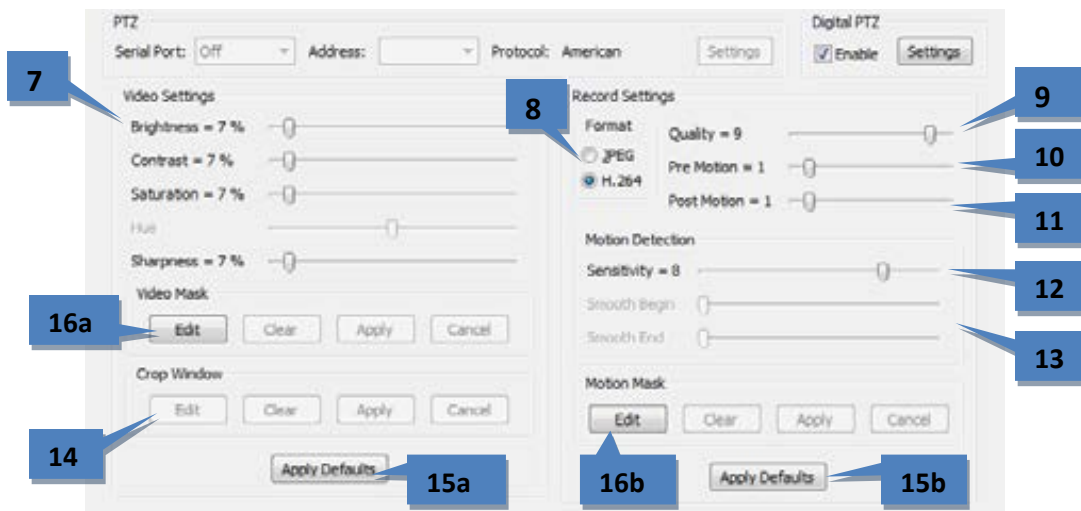 PTZ
Serial Port: Off Address: Protocol: American Settings
Digital PTZ
Enable Settings
7
Video Settings
Brightness = 7 %
Contrast = 7 %
Saturation = 7 %
Hue
Sharpness = 7 %
Video Mask
16a
Edit Clear Apply Cancel
Crop Window
Edit Clear Apply Cancel
14
Apply Defaults
15a
8
Record Settings
Format
JPEG
H.264
Quality = 9
9
Pre Motion = 1
10
Post Motion = 1
11
Motion Detection
Sensitivity = 8
12
Smooth Begin
Smooth End
13
Motion Mask
Edit Clear Apply Cancel
16b
Apply Defaults
15b